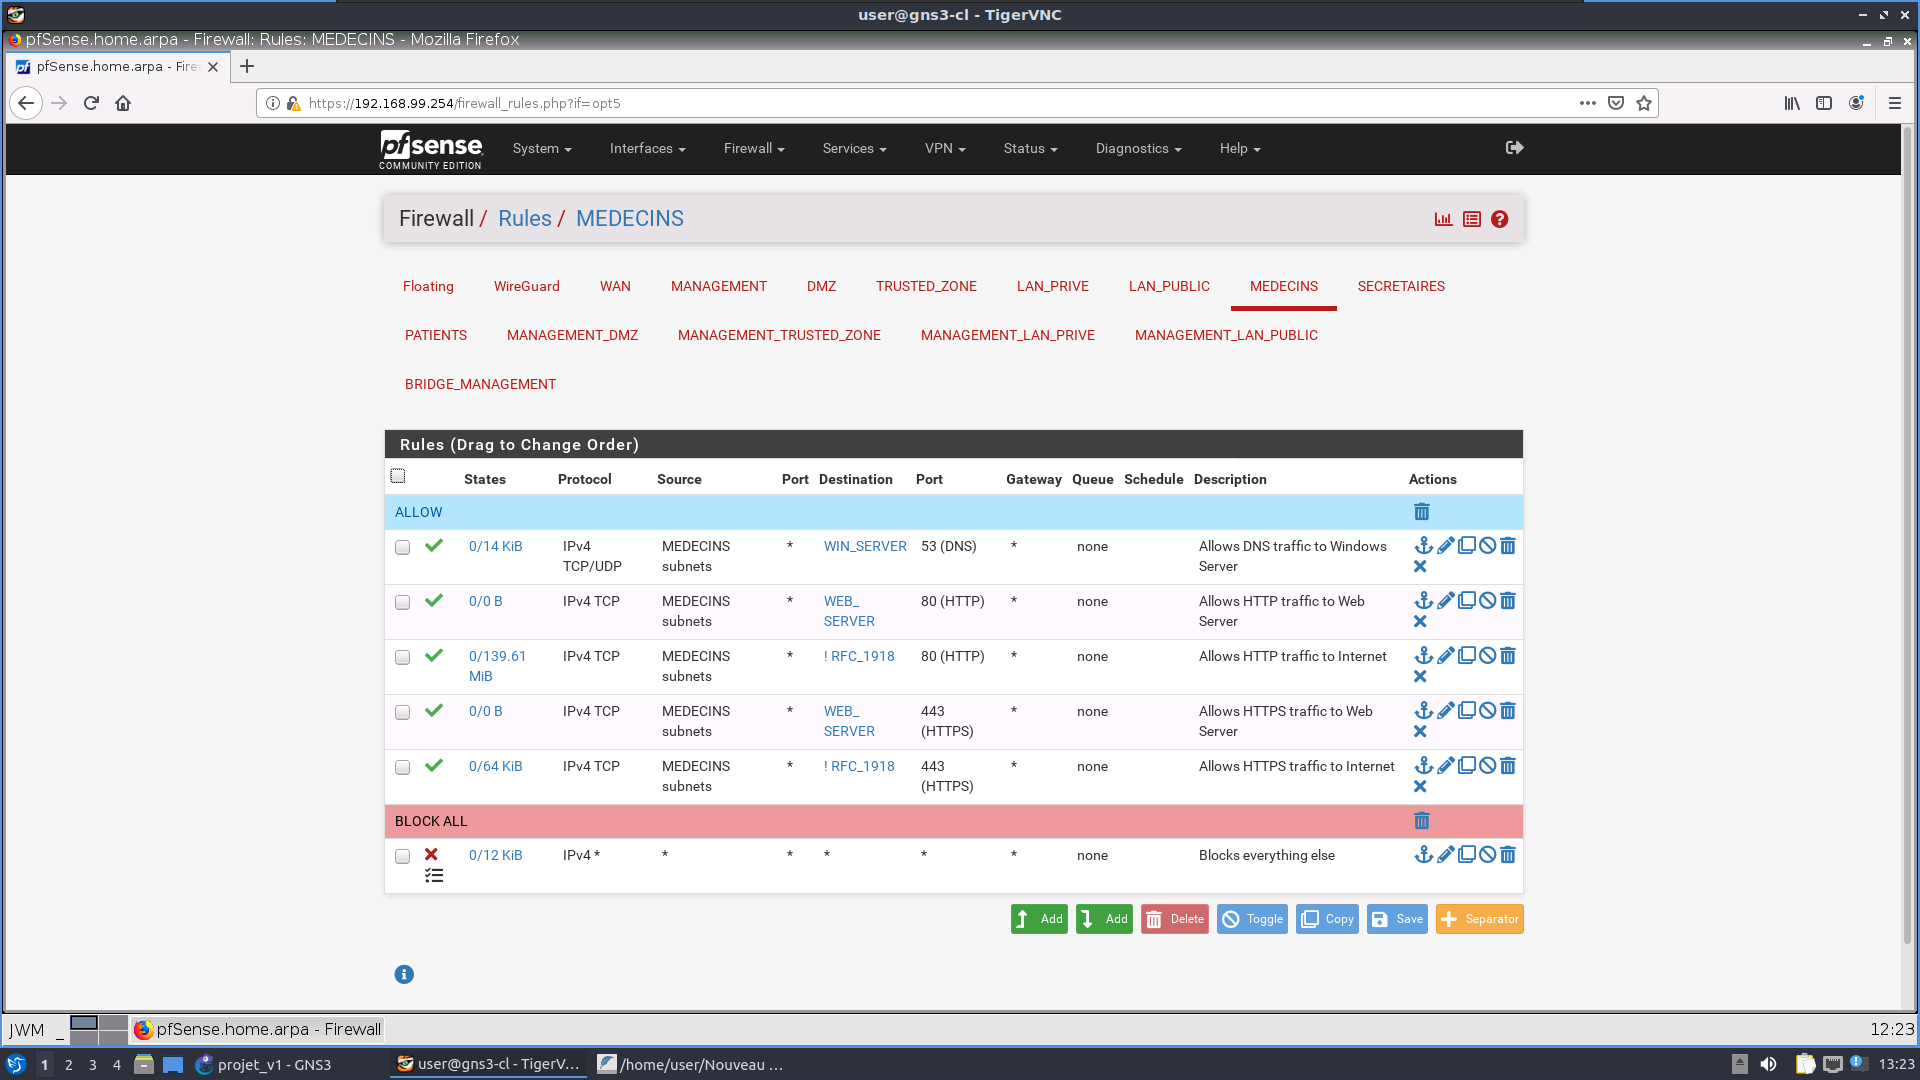 user@gns3-cl - TigerVNC
pfSense.home.arpa - Firewall: Rules: MEDECINS - Mozilla Firefox
pfSense.home.arpa - Fire
https://192.168.99.254/firewall_rules.php?if=opt5
pfsense
COMMUNITY EDITION
System Interfaces Firewall Services VPN Status Diagnostics Help
Firewall / Rules / MEDECINS
Floating WireGuard WAN MANAGEMENT DMZ TRUSTED_ZONE LAN_PRIVE LAN_PUBLIC MEDECINS SECRETAIRES
PATIENTS MANAGEMENT_DMZ MANAGEMENT_TRUSTED_ZONE MANAGEMENT_LAN_PRIVE MANAGEMENT_LAN_PUBLIC
BRIDGE_MANAGEMENT
Rules (Drag to Change Order)
States Protocol Source Port Destination Port Gateway Queue Schedule Description Actions
ALLOW
0/14 KiB IPv4 MEDECINS * WIN_SERVER 53 (DNS) * none Allows DNS traffic to Windows
TCP/UDP subnets Server
0/0 B IPv4 TCP MEDECINS * WEB_ 80 (HTTP) * none Allows HTTP traffic to Web
subnets SERVER Server
0/139.61 IPv4 TCP MEDECINS * ! RFC_1918 80 (HTTP) * none Allows HTTP traffic to Internet
MiB subnets
0/0 B IPv4 TCP MEDECINS * WEB_ 443 * none Allows HTTPS traffic to Web
subnets SERVER (HTTPS) Server
0/64 KiB IPv4 TCP MEDECINS * ! RFC_1918 443 * none Allows HTTPS traffic to Internet
subnets (HTTPS)
BLOCK ALL
0/12 KiB IPv4 * * * * * * none Blocks everything else
Add Add Delete Toggle Copy Save Separator
JWM _ pfSense.home.arpa - Firewall 12:23
1 2 3 4 projet_v1 - GNS3 user@gns3-cl - TigerV... /home/user/Nouveau ... 13:23